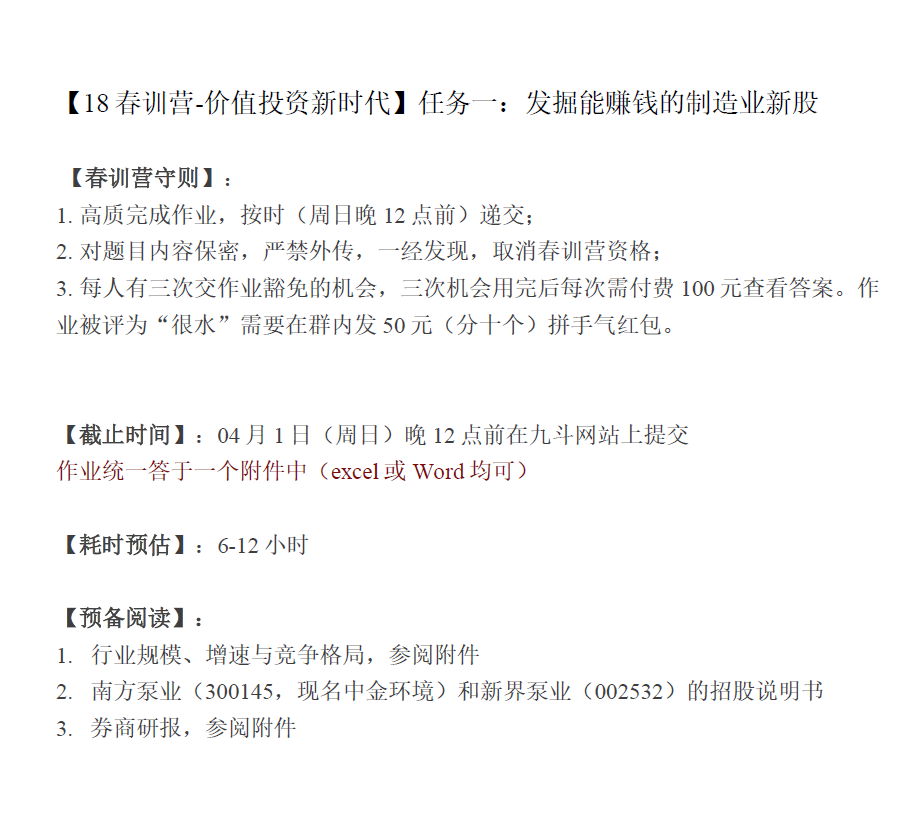 【18 春训营-价值投资新时代】任务一：发掘能赚钱的制造业新股
【春训营守则】：
1. 高质完成作业，按时（周日晚 12 点前）递交；
2. 对题目内容保密，严禁外传，一经发现，取消春训营资格；
3. 每人有三次交作业豁免的机会，三次机会用完后每次需付费 100 元查看答案。作
业被评为“很水”需要在群内发 50 元（分十个）拼手气红包。
【截止时间】：04 月 1 日（周日）晚 12 点前在九斗网站上提交
作业统一答于一个附件中（excel 或 Word 均可）
【耗时预估】：6-12 小时
【预备阅读】：
1. 行业规模、增速与竞争格局，参阅附件
2. 南方泵业（300145，现名中金环境）和新界泵业（002532）的招股说明书
3. 券商研报，参阅附件